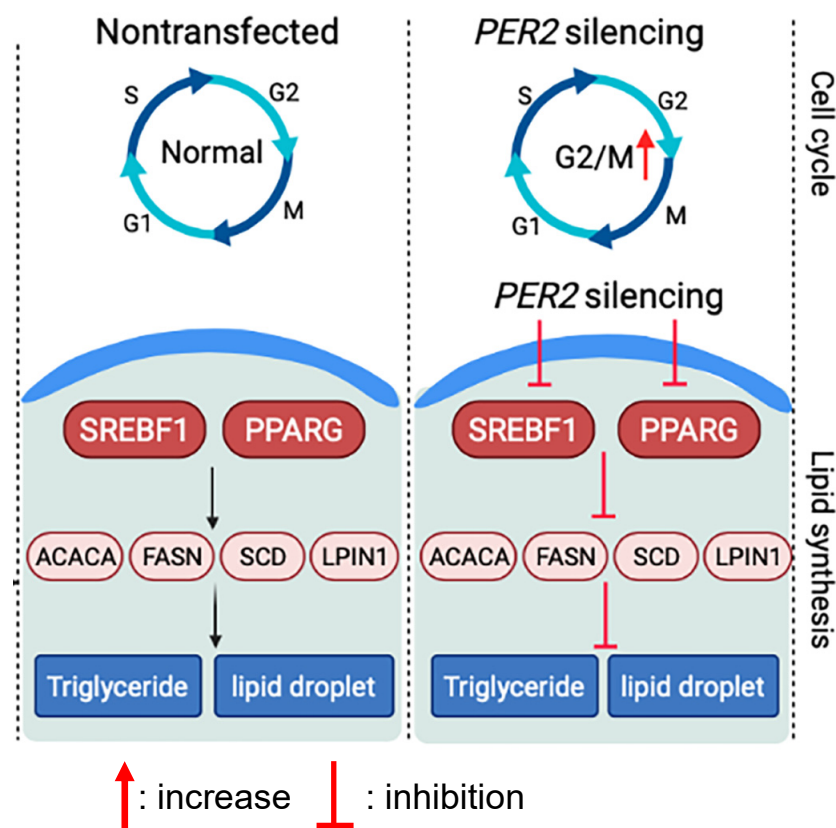 Nontransfected
S
G2
Normal
G1
M
PER2 silencing
S
G2
G2/M
G1
M
Cell cycle
PER2 silencing
SREBF1
PPARG
ACACA
FASN
SCD
LPIN1
Triglyceride
lipid droplet
SREBF1
PPARG
ACACA
FASN
SCD
LPIN1
Triglyceride
lipid droplet
Lipid synthesis
: increase
: inhibition